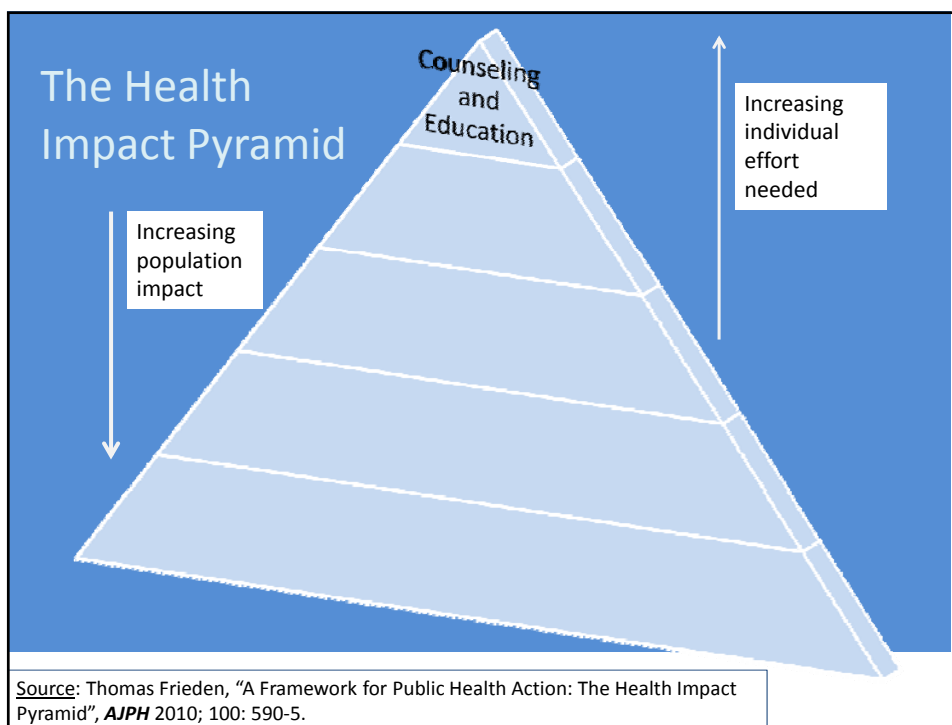 The Health
Impact Pyramid
Counseling
and
Education
Increasing
individual
effort
needed
Increasing
population
impact
Source: Thomas Frieden, “A Framework for Public Health Action: The Health Impact
Pyramid”, AJPH 2010; 100: 590-5.